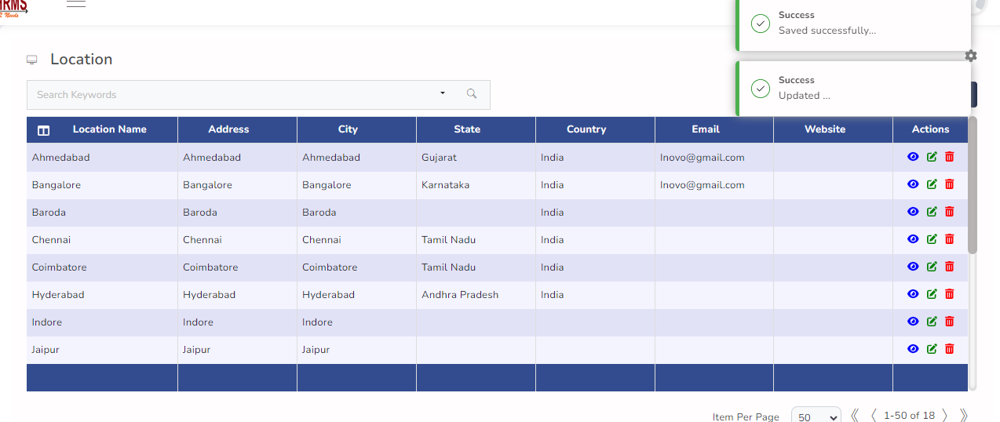 HRMS
R Needs
Success
Saved successfully...
Location
Success
Updated ...
Search Keywords
Location Name Address City State Country Email Website Actions
Ahmedabad Ahmedabad Ahmedabad Gujarat India Inovo@gmail.com
Bangalore Bangalore Bangalore Karnataka India Inovo@gmail.com
Baroda Baroda Baroda India
Chennai Chennai Chennai Tamil Nadu India
Coimbatore Coimbatore Coimbatore Tamil Nadu India
Hyderabad Hyderabad Hyderabad Andhra Pradesh India
Indore Indore Indore
Jaipur Jaipur Jaipur
Item Per Page 50 1-50 of 18